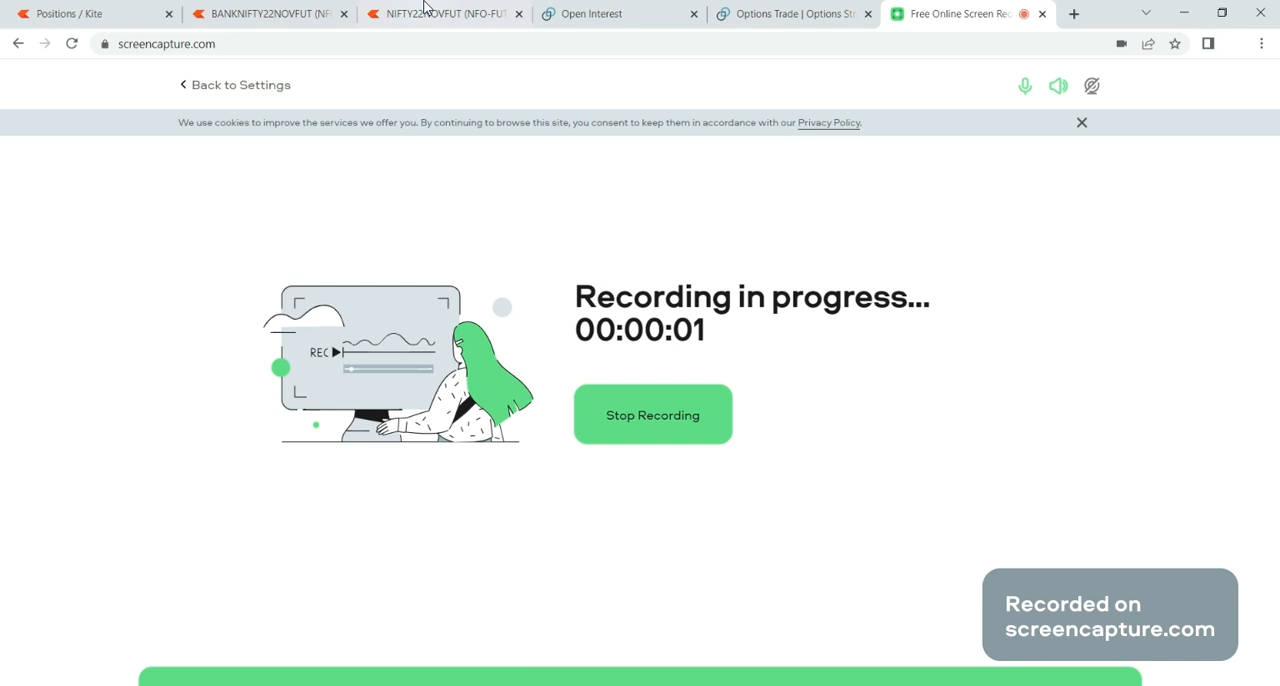 Positions / Kite
BANKNIFTY22NOVFUT (NF
NIFTY22NOVFUT (NFO-FUT
Open Interest
Options Trade | Options Str
Free Online Screen Rec
screencapture.com
Back to Settings
We use cookies to improve the services we offer you. By continuing to browse this site, you consent to keep them in accordance with our Privacy Policy.
REC
Recording in progress...
00:00:01
Stop Recording
Recorded on
screencapture.com